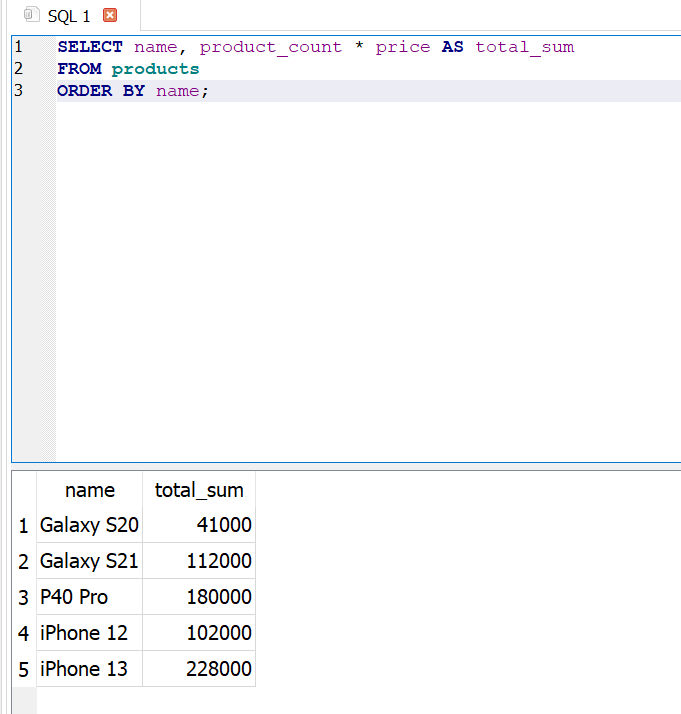 SQL 1
1 SELECT name, product_count * price AS total_sum
2 FROM products
3 ORDER BY name;
name total_sum
1 Galaxy S20 41000
2 Galaxy S21 112000
3 P40 Pro 180000
4 iPhone 12 102000
5 iPhone 13 228000